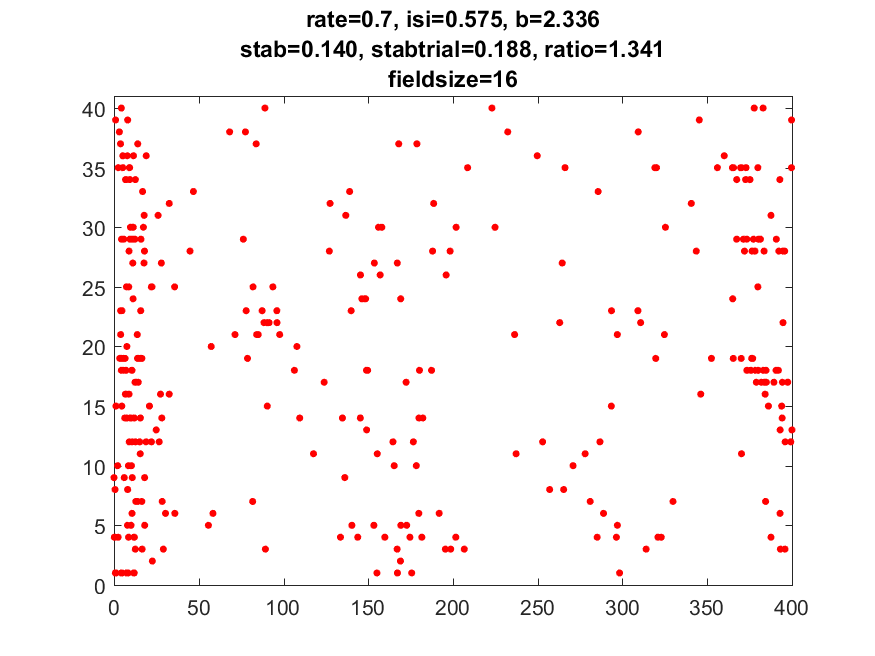 rate=0.7, isi=0.575, b=2.336
stab=0.140, stabtrial=0.188, ratio=1.341
fieldsize=16
40
35
30
25
20
15
10
5
0
0 50 100 150 200 250 300 350 400